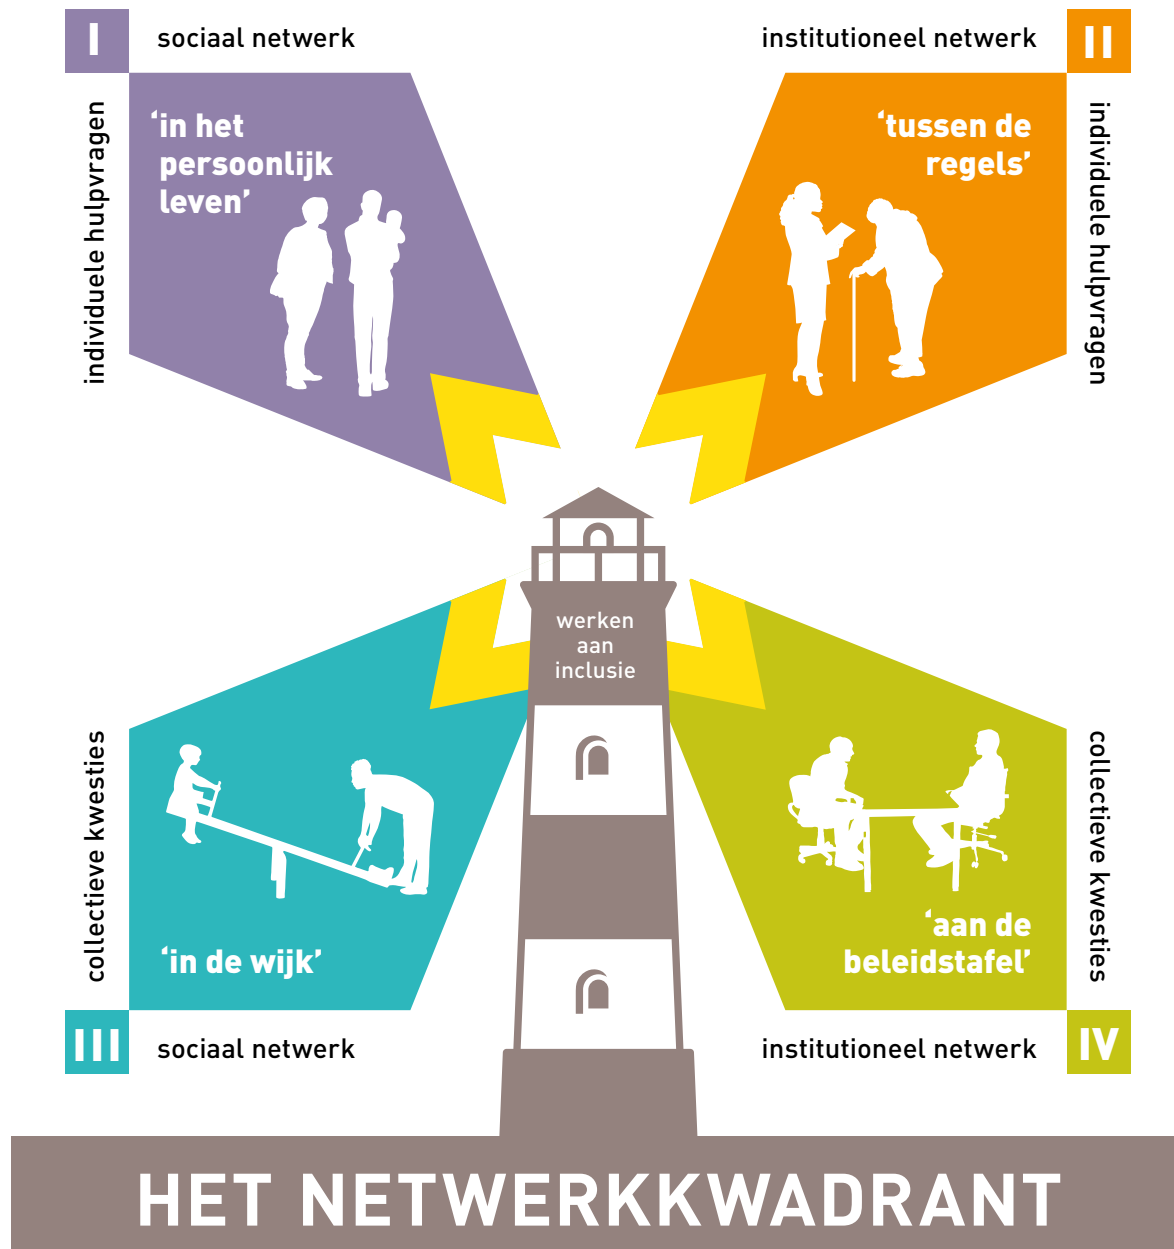 I
sociaal netwerk
individuele hulpvragen
‘in het
persoonlijk
leven’
institutioneel netwerk
II
individuele hulpvragen
‘tussen de
regels’
werken
aan
inclusie
collectieve kwesties
‘in de wijk’
III
sociaal netwerk
collectieve kwesties
‘aan de
beleidstafel’
institutioneel netwerk
IV
HET NETWERKKWADRANT